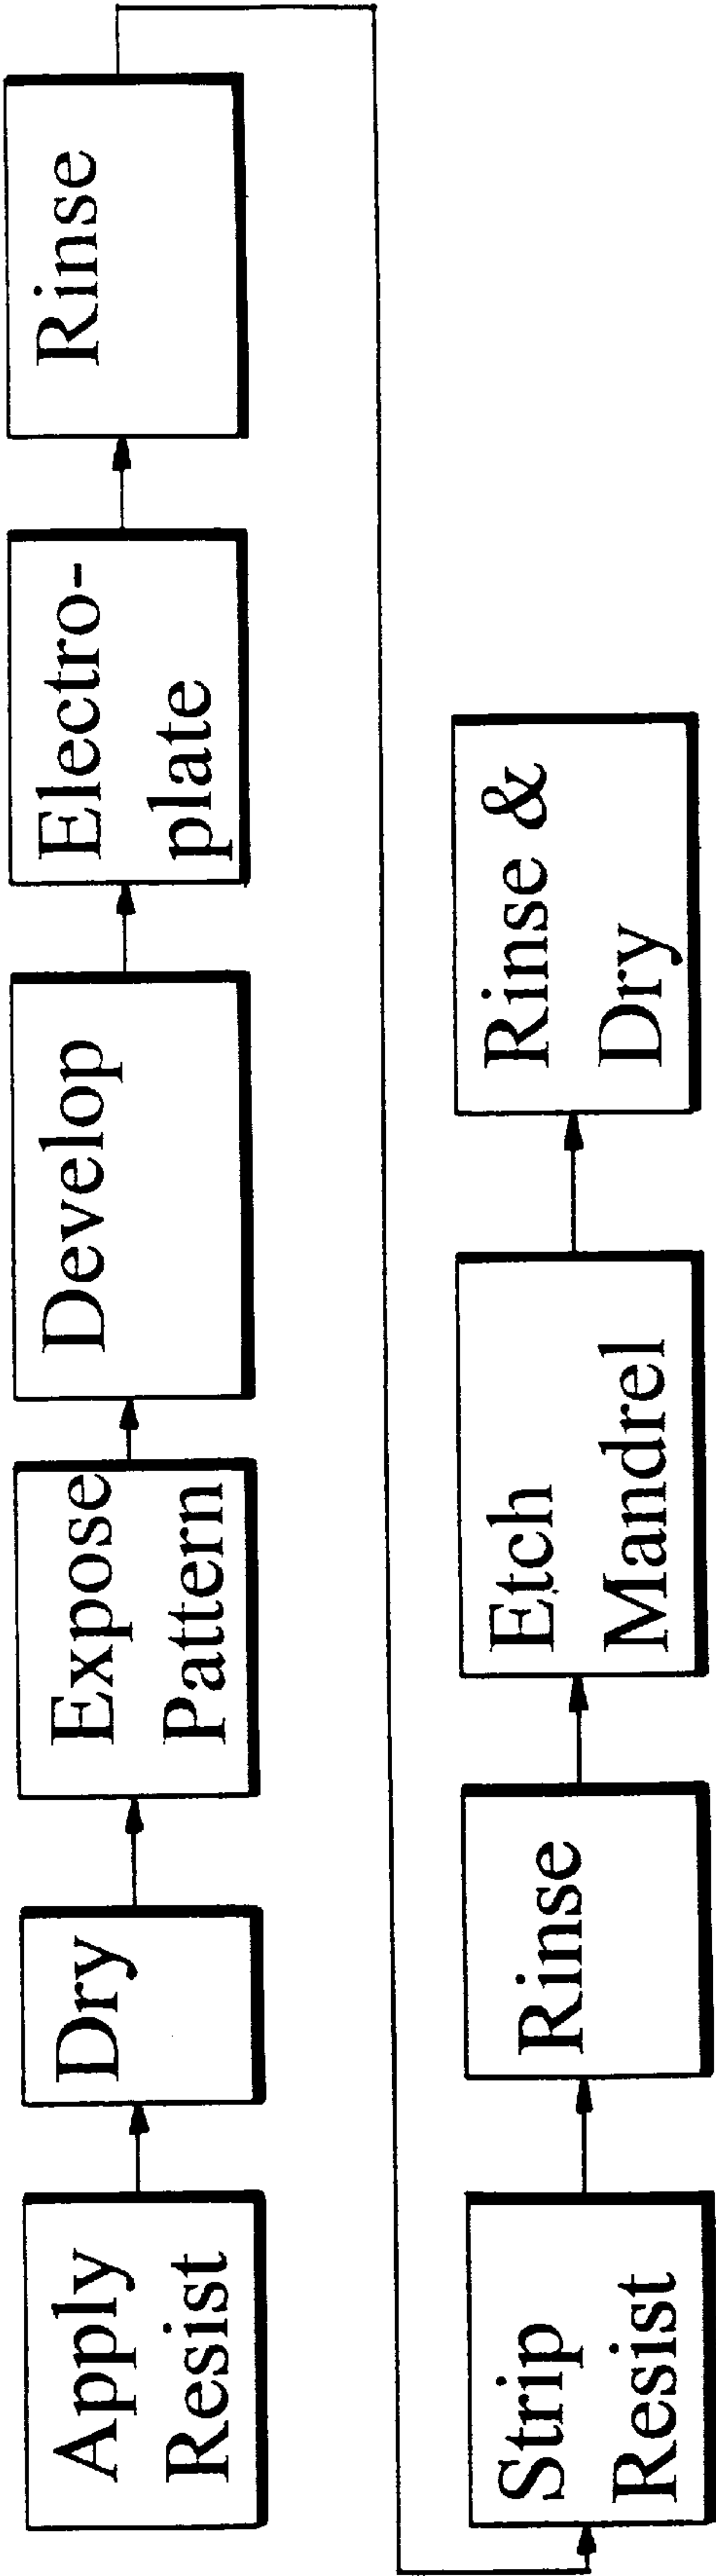 Apply
Resist
Dry
Expose
Pattern
Develop
Electro-
plate
Rinse
Strip
Resist
Rinse
Etch
Mandrel
Rinse &
Dry